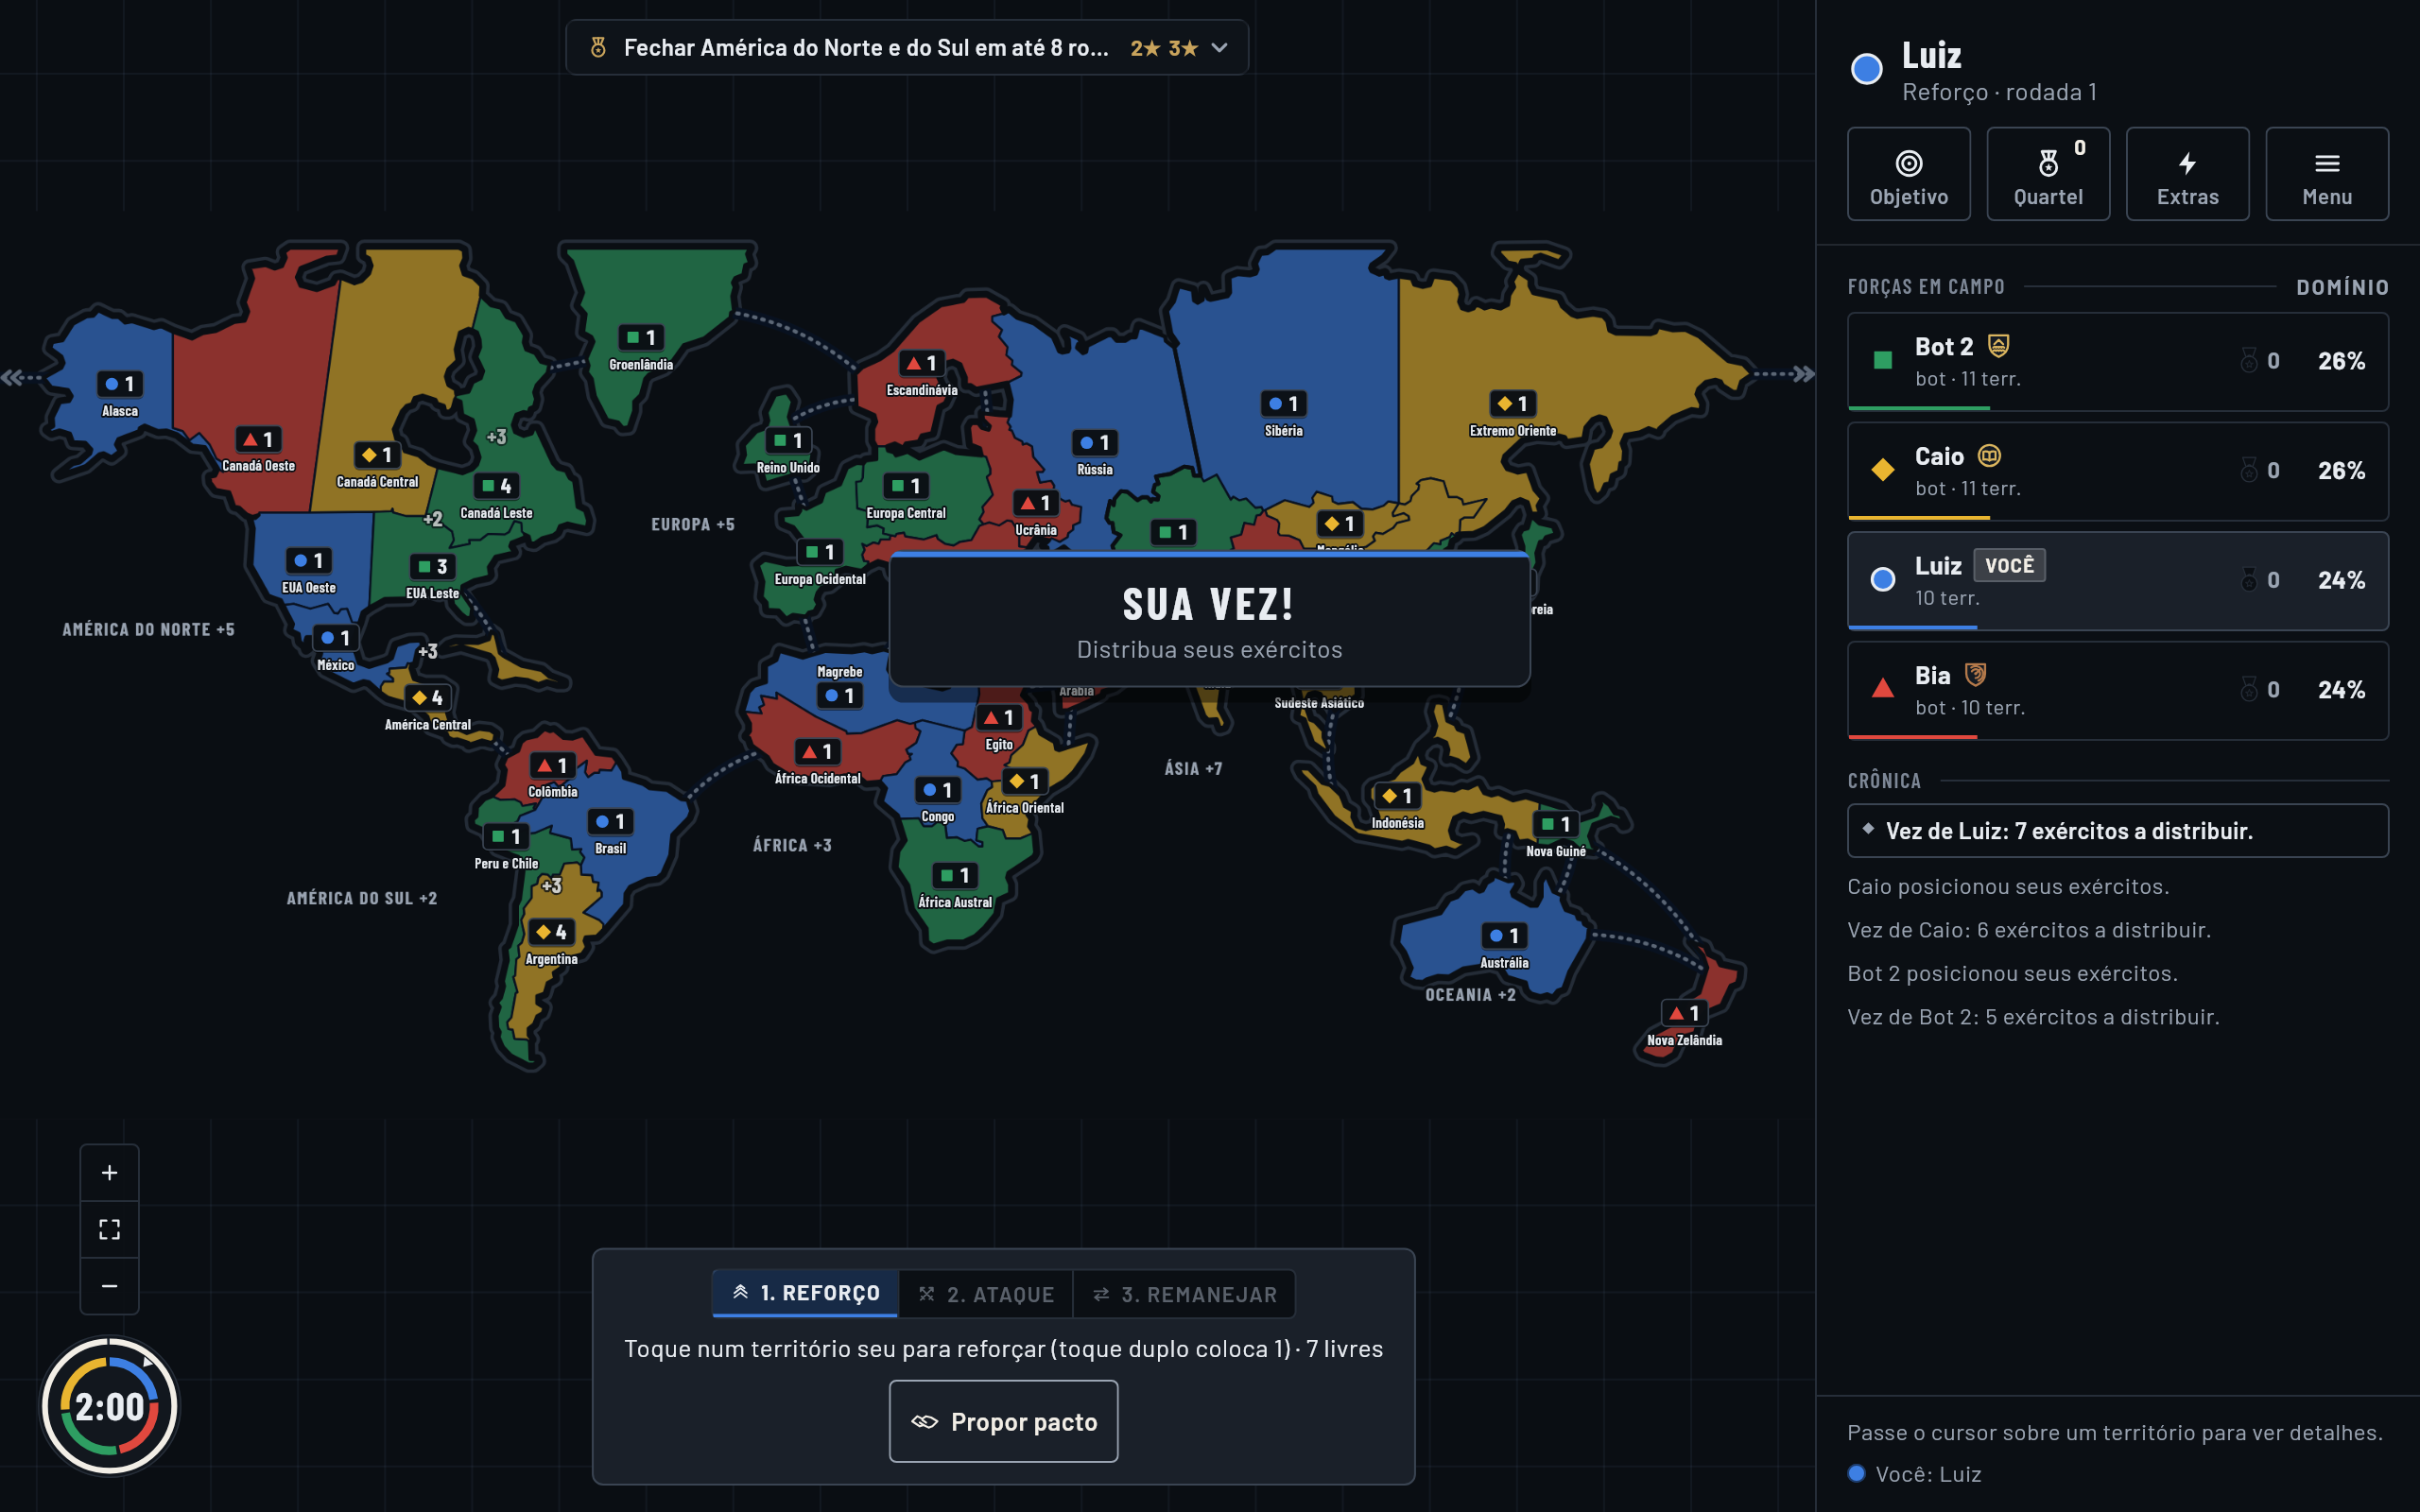 Fechar América do Norte e do Sul em até 8 ro... 2★ 3★
Luiz
Reforço · rodada 1
Objetivo
0
Quartel
Extras
Menu
FORÇAS EM CAMPO
DOMÍNIO
Bot 2
bot · 11 terr.
0
26%
Caio
bot · 11 terr.
0
26%
Luiz VOCÊ
10 terr.
0
24%
Bia
bot · 10 terr.
0
24%
CRÔNICA
Vez de Luiz: 7 exércitos a distribuir.
Caio posicionou seus exércitos.
Vez de Caio: 6 exércitos a distribuir.
Bot 2 posicionou seus exércitos.
Vez de Bot 2: 5 exércitos a distribuir.
Passe o cursor sobre um território para ver detalhes.
Você: Luiz
1
Groenlândia
1
Escandinávia
1
Alasca
1
Sibéria
1
Extremo Oriente
1
Canadá Oeste
1
Canadá Central
+3
4
Canadá Leste
1
Reino Unido
1
Rússia
1
Europa Central
1
Ucrânia
EUROPA +5
1
1
+2
1
EUA Oeste
3
EUA Leste
1
Europa Ocidental
AMÉRICA DO NORTE +5
1
México
+3
4
América Central
SUA VEZ!
Distribua seus exércitos
Magrebe
1
Arábia
Sudeste Asiático
1
Egito
1
África Ocidental
1
África Oriental
ÁSIA +7
1
Colômbia
1
Brasil
1
Congo
1
Indonésia
1
Nova Guiné
1
Peru e Chile
ÁFRICA +3
1
África Austral
AMÉRICA DO SUL +2
+3
4
Argentina
1
Austrália
OCEANIA +2
1
Nova Zelândia
+
−
2:00
1. REFORÇO
2. ATAQUE
3. REMANEJAR
Toque num território seu para reforçar (toque duplo coloca 1) · 7 livres
Propor pacto